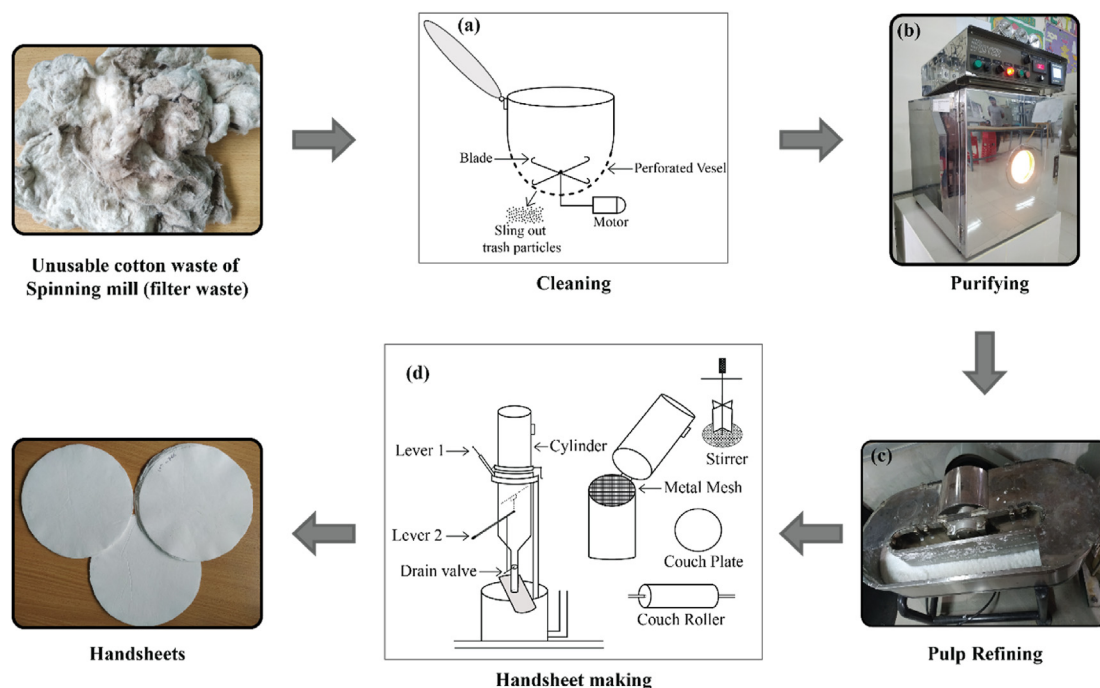 Unusable cotton waste of
Spinning mill (filter waste)
(a)
Blade
Perforated Vessel
Motor
Sling out
trash particles
Cleaning
(b)
Purifying
(c)
Pulp Refining
(d)
Lever 1
Cylinder
Stirrer
Metal Mesh
Lever 2
Couch Plate
Drain valve
Couch Roller
Handsheet making
Handsheets